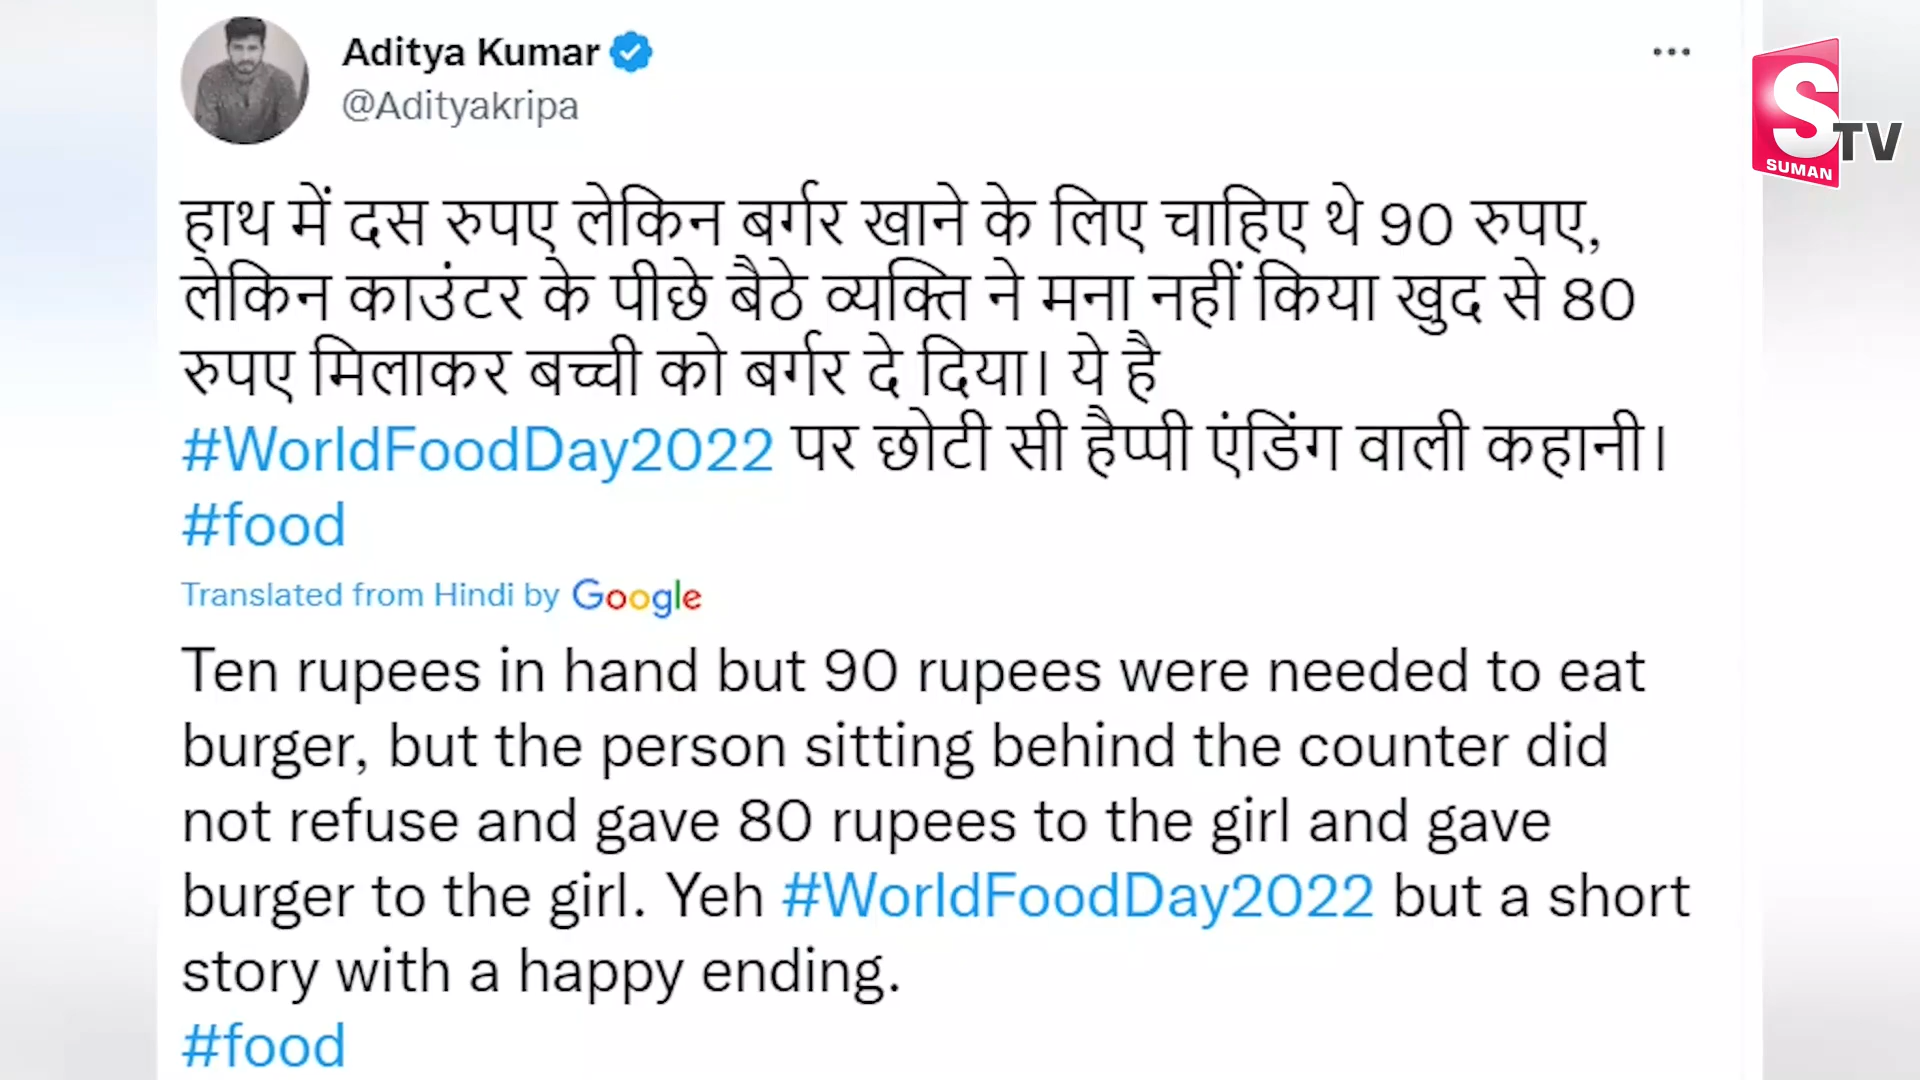 Aditya Kumar
@Adityakripa
हाथ में दस रुपए लेकिन बर्गर खाने के लिए चाहिए थे 90 रुपए,
लेकिन काउंटर के पीछे बैठे व्यक्ति ने मना नहीं किया खुद से 80
रुपए मिलाकर बच्ची को बर्गर दे दिया। ये है
#WorldFoodDay2022 पर छोटी सी हैप्पी एंडिंग वाली कहानी।
#food
Translated from Hindi by Google
Ten rupees in hand but 90 rupees were needed to eat
burger, but the person sitting behind the counter did
not refuse and gave 80 rupees to the girl and gave
burger to the girl. Yeh #WorldFoodDay2022 but a short
story with a happy ending.
#food
S TV
SUMAN